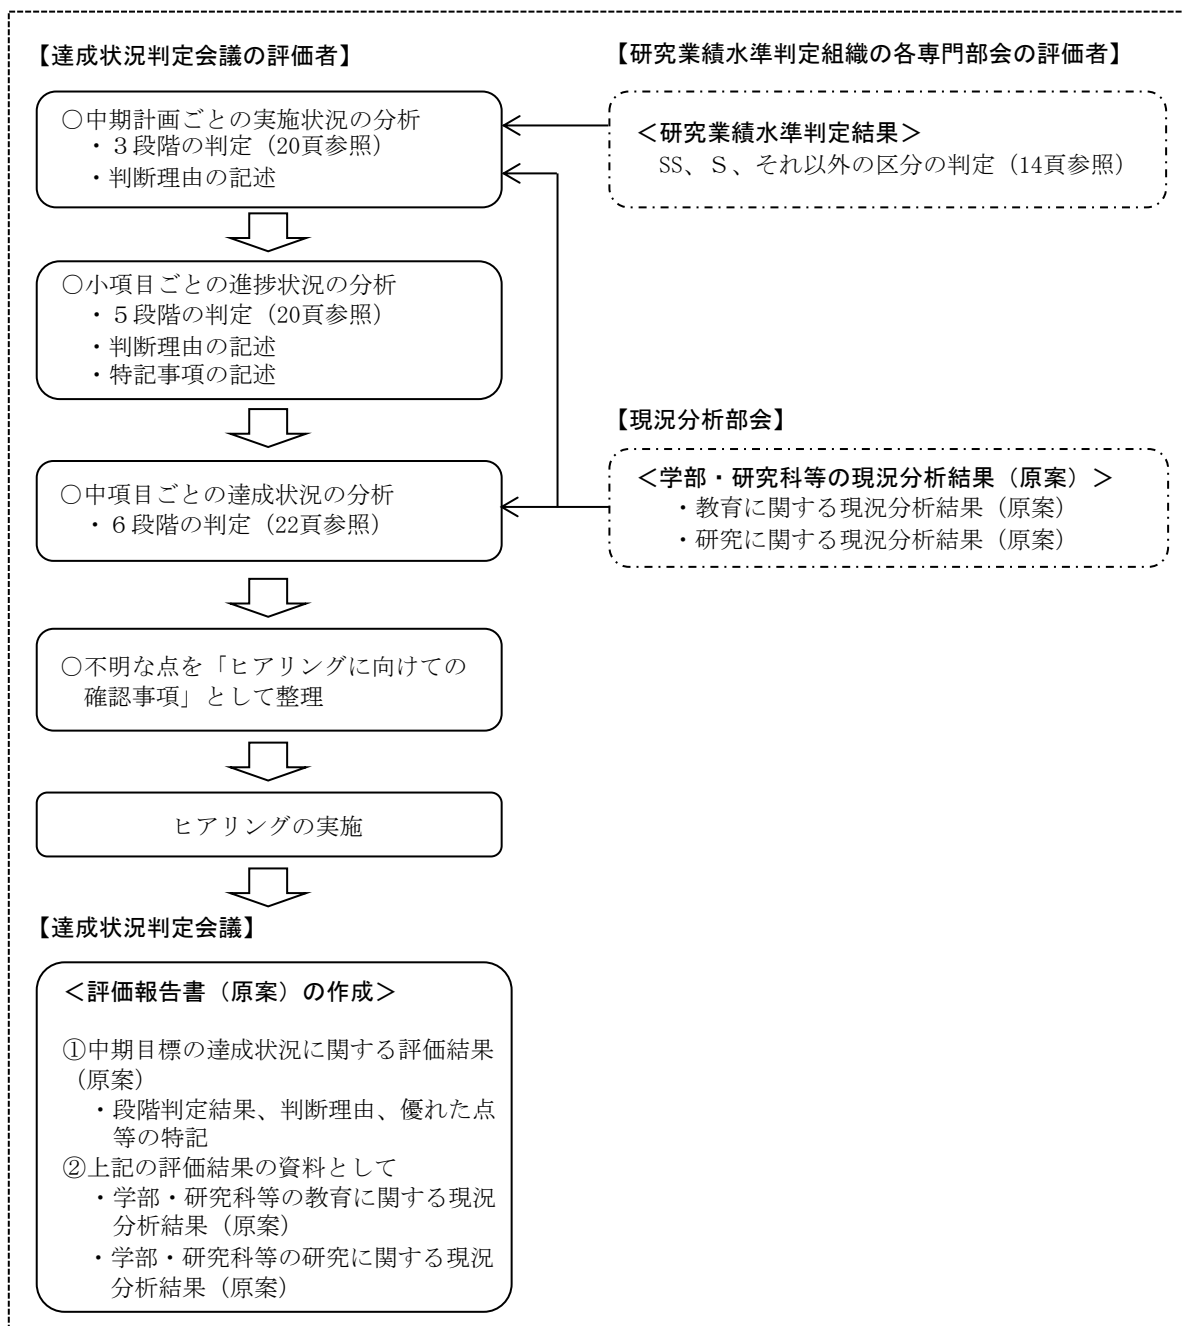 【達成状況判定会議の評価者】
○中期計画ごとの実施状況の分析
・３段階の判定（20頁参照）
・判断理由の記述
○小項目ごとの進捗状況の分析
・５段階の判定（20頁参照）
・判断理由の記述
・特記事項の記述
○中項目ごとの達成状況の分析
・６段階の判定（22頁参照）
○不明な点を「ヒアリングに向けての
確認事項」として整理
ヒアリングの実施
【研究業績水準判定組織の各専門部会の評価者】
＜研究業績水準判定結果＞
SS、Ｓ、それ以外の区分の判定（14頁参照）
【現況分析部会】
＜学部・研究科等の現況分析結果（原案）＞
・教育に関する現況分析結果（原案）
・研究に関する現況分析結果（原案）
【達成状況判定会議】
＜評価報告書（原案）の作成＞
①中期目標の達成状況に関する評価結果
（原案）
・段階判定結果、判断理由、優れた点
等の特記
②上記の評価結果の資料として
・学部・研究科等の教育に関する現況
分析結果（原案）
・学部・研究科等の研究に関する現況
分析結果（原案）